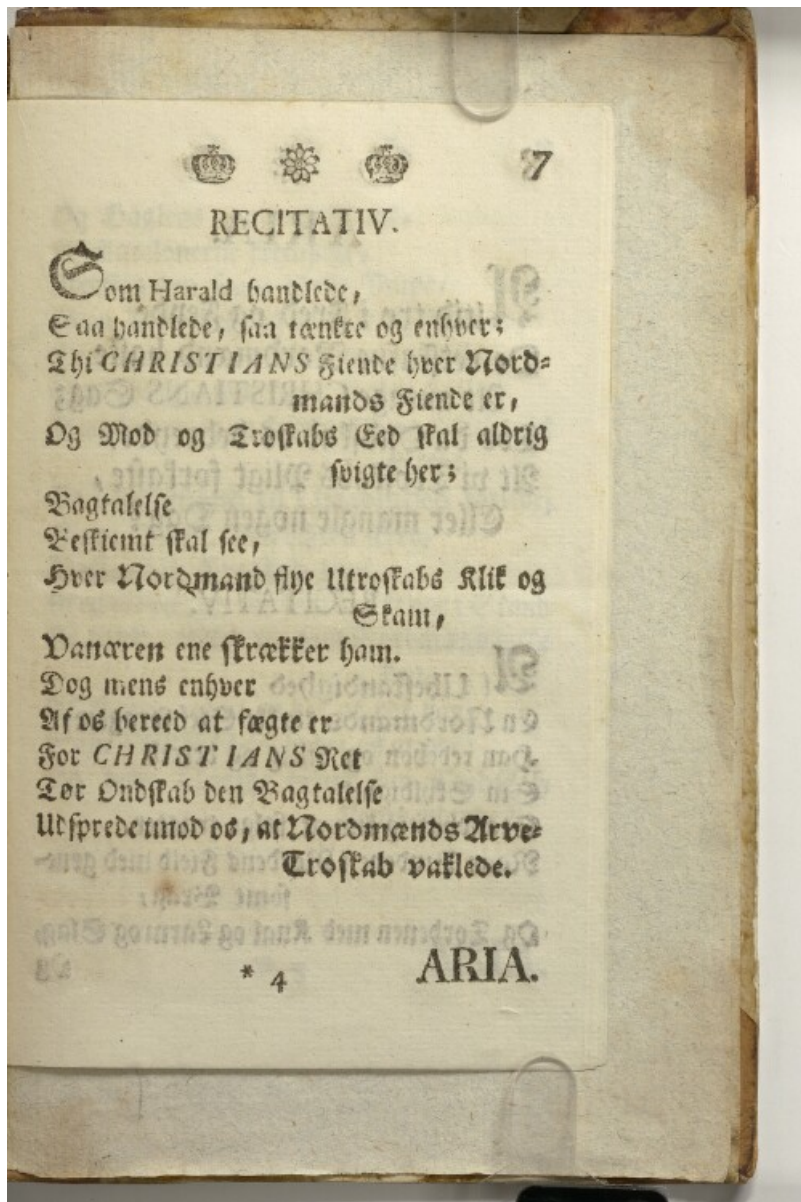 7
RECITATIV.
Som Harald handlede,
Saa handlede, saa tænkte og enhver;
Thi CHRISTIANS Fiende hver Nord-
mands Fiende er,
Og Mod og Troskabs Eed skal aldrig
svigte her;
Bagtalelse
Beskiemt skal see,
Hver Nordmand flye Utroskabs Klik og
Skam,
Vanæren ene skrækker ham.
Dog mens enhver
Af os bereed at fægte er
For CHRISTIANS Ret
Tør Ondskab den Bagtalelse
Udsprede imod os, at Nordmænds Arve-
Troskab vaklede.
* 4 ARIA.